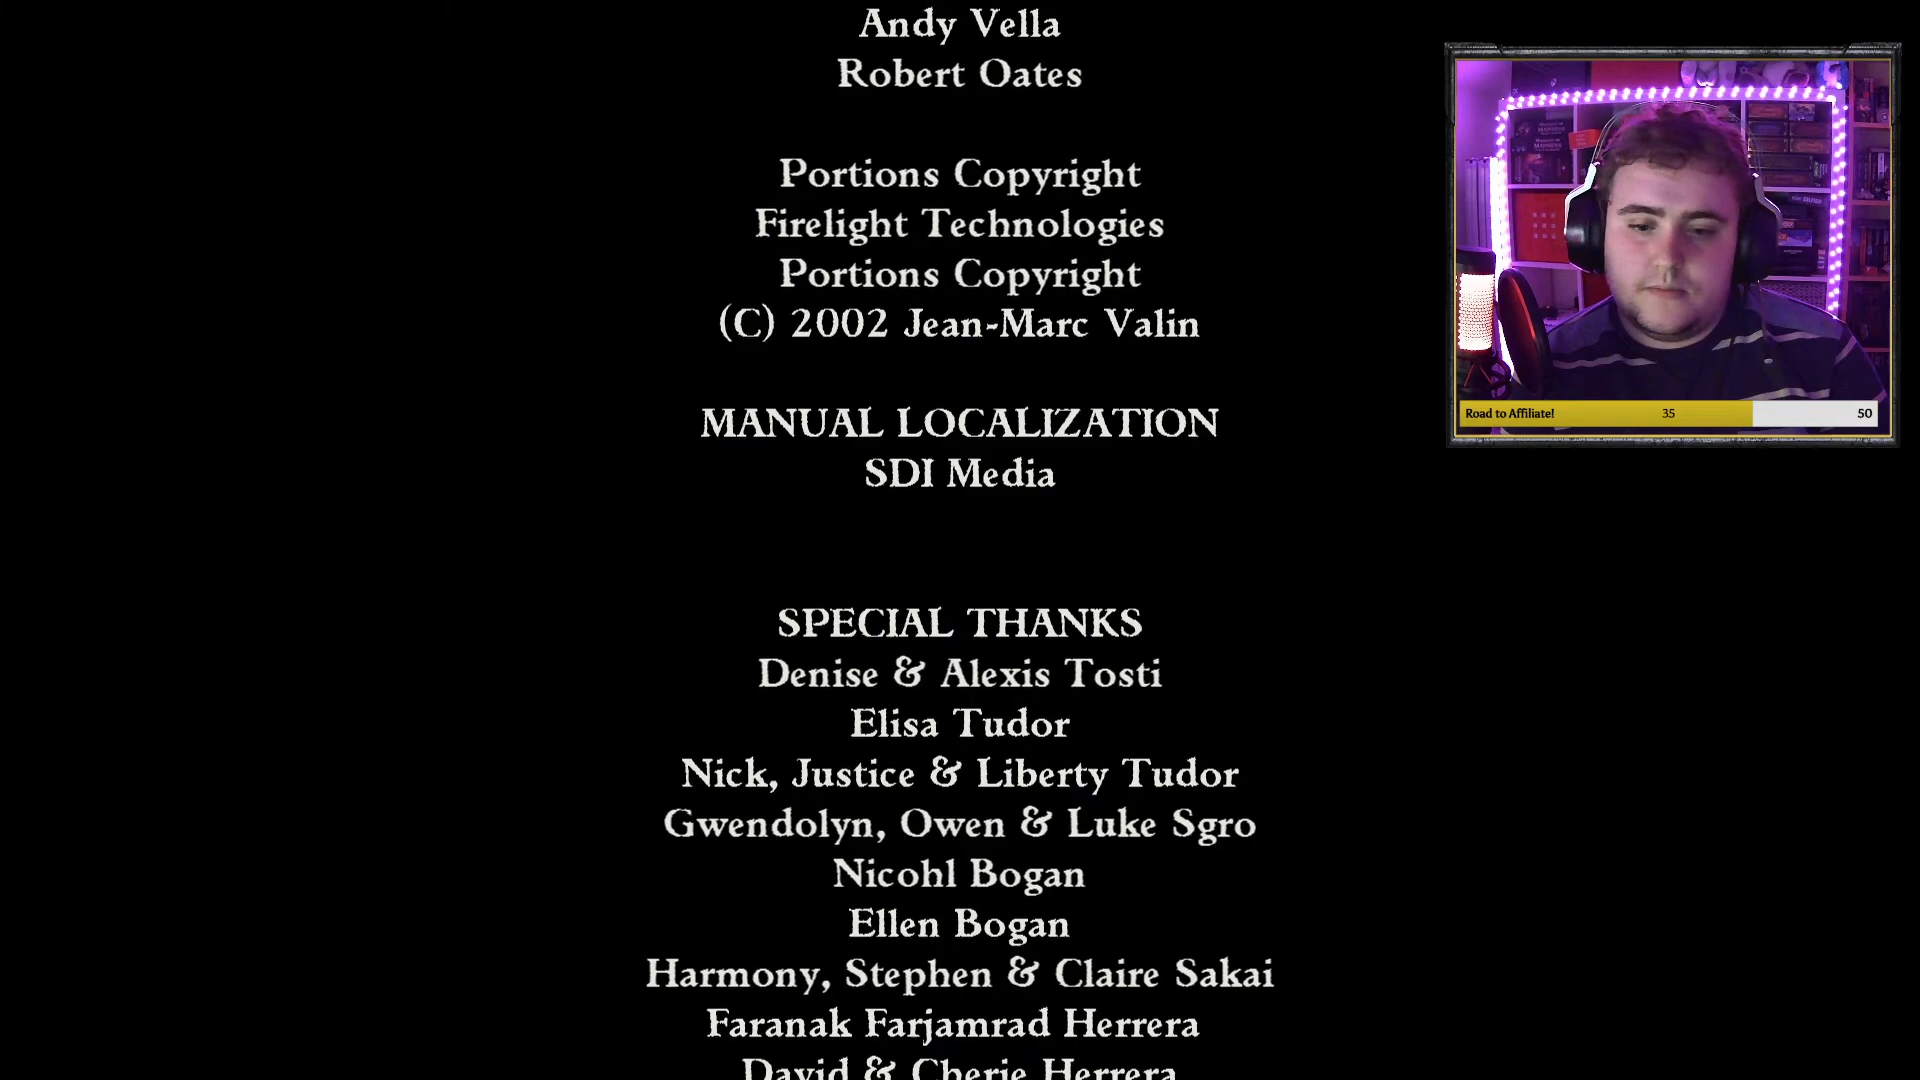 Andy Vella
Robert Oates
Portions Copyright
Firelight Technologies
Portions Copyright
(C) 2002 Jean-Marc Valin
MANUAL LOCALIZATION
SDI Media
SPECIAL THANKS
Denise & Alexis Tosti
Elisa Tudor
Nick, Justice & Liberty Tudor
Gwendolyn, Owen & Luke Sgro
Nicohl Bogan
Ellen Bogan
Harmony, Stephen & Claire Sakai
Faranak Farjamrad Herrera
David & Cherie Herrera
Road to Affiliate! 35 50